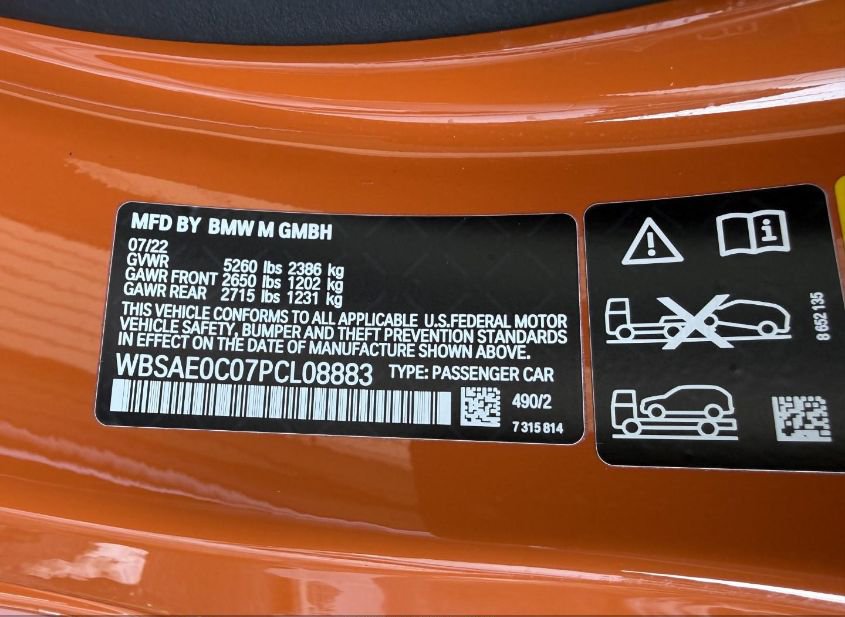 MFD BY BMW M GMBH
07/22
GVWR 5260 lbs 2386 kg
GAWR FRONT 2650 lbs 1202 kg
GAWR REAR 2715 lbs 1231 kg
THIS VEHICLE CONFORMS TO ALL APPLICABLE U.S.FEDERAL MOTOR
VEHICLE SAFETY, BUMPER AND THEFT PREVENTION STANDARDS
IN EFFECT ON THE DATE OF MANUFACTURE SHOWN ABOVE.
WBSAE0C07PCL08883 TYPE: PASSENGER CAR
490/2
7 315 814
8 652 135